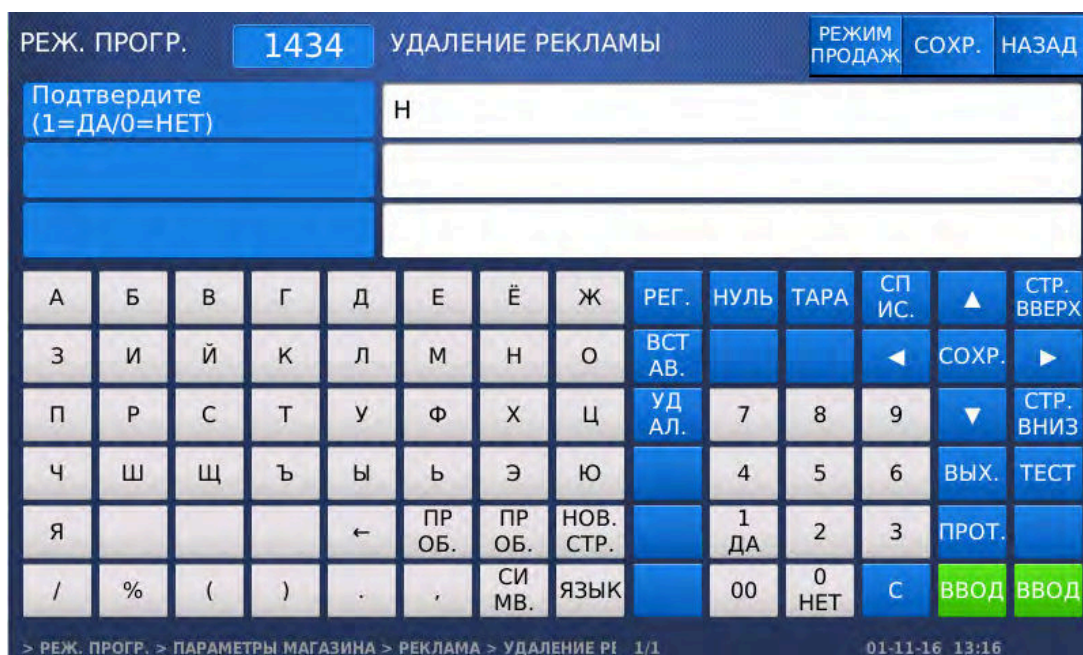 РЕЖ. ПРОГР. 1434 УДАЛЕНИЕ РЕКЛАМЫ РЕЖИМ ПРОДАЖ СОХР. НАЗАД
Подтвердите
(1=ДА/0=НЕТ) Н
А Б В Г Д Е Ё Ж РЕГ. НУЛЬ ТАРА СП ИС. ▲ СТР. ВВЕРХ
З И Й К Л М Н О ВСТ АВ. ◄ СОХР. ►
П Р С Т У Ф Х Ц УД АЛ. 7 8 9 ▼ СТР. ВНИЗ
Ч Ш Щ Ъ Ы Ь Э Ю 4 5 6 ВЫХ. ТЕСТ
Я ← ПР ОБ. ПР ОБ. НОВ. СТР. 1 ДА 2 3 ПРОТ.
/ % ( ) . , СИ МВ. ЯЗЫК 00 0 НЕТ С ВВОД ВВОД
> РЕЖ. ПРОГР. > ПАРАМЕТРЫ МАГАЗИНА > РЕКЛАМА > УДАЛЕНИЕ РЕ 1/1 01-11-16 13:16